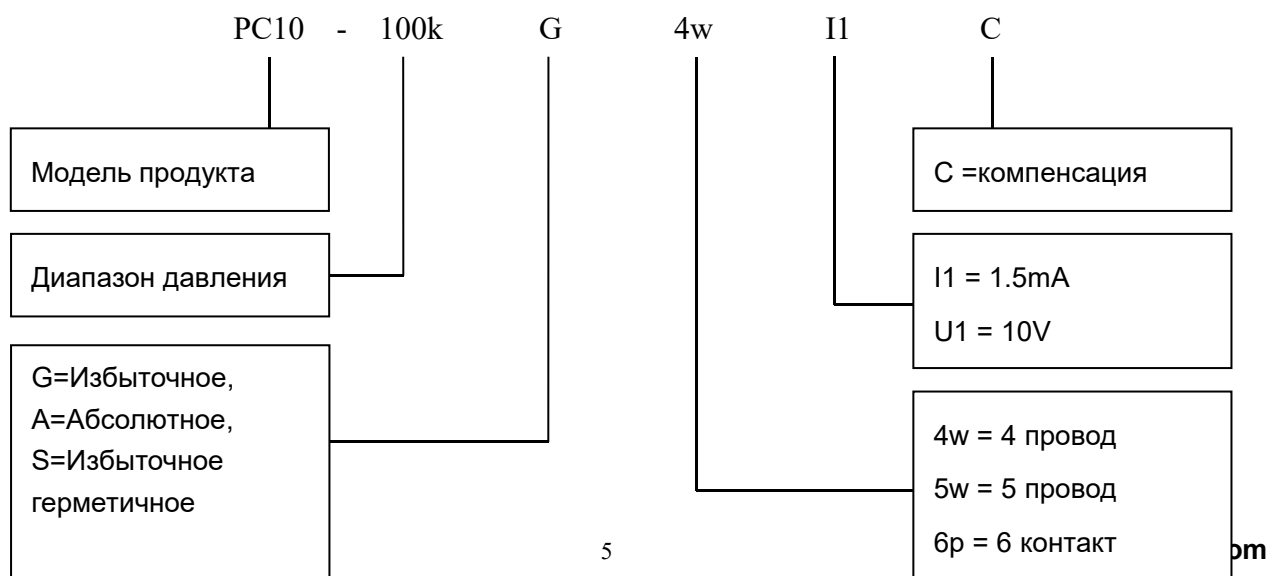 PC10 - 100k G 4w I1 C
Модель продукта
Диапазон давления
G=Избыточное,
A=Абсолютное,
S=Избыточное
герметичное
C =компенсация
I1 = 1.5mA
U1 = 10V
4w = 4 провод
5w = 5 провод
6p = 6 контакт
5
om